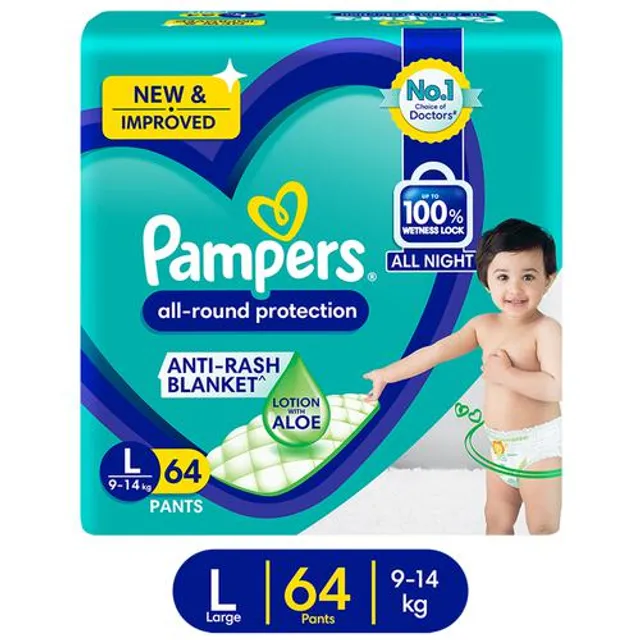 L 64
NEW &
IMPROVED
No.1
Choice of
Doctors#
UP TO
100%
WETNESS LOCK
ALL NIGHT
Pampers®
all-round protection
ANTI-RASH
BLANKET^
LOTION
WITH
ALOE
L
9-14 kg
64
PANTS
L
Large
64
Pants
9-14
kg